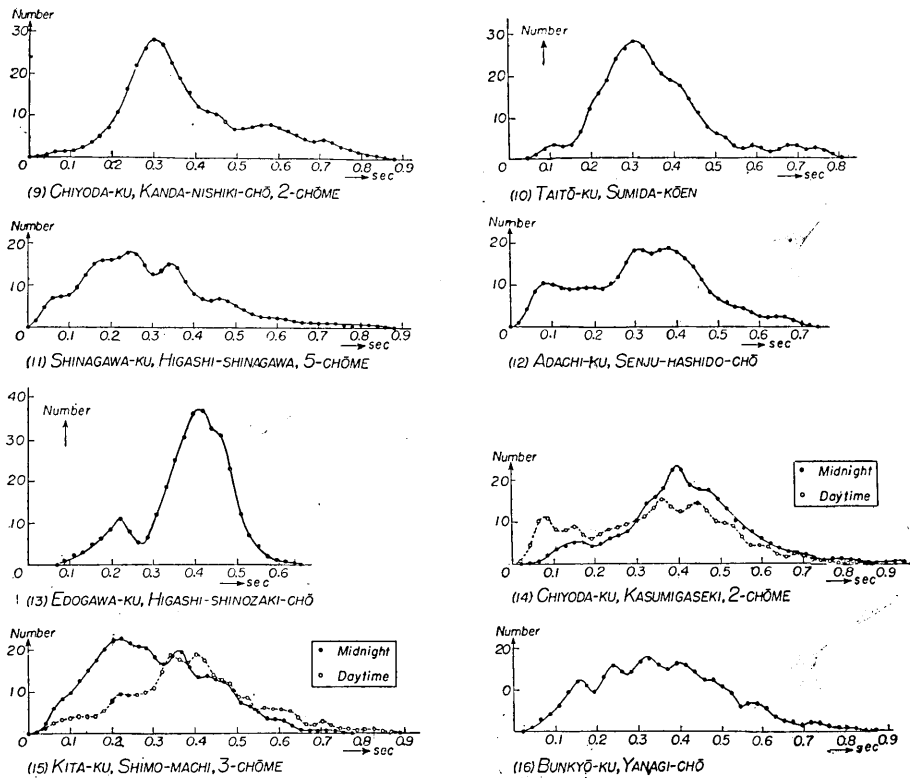 Number
30
20
10
0 0.1 0.2 0.3 0.4 0.5 0.6 0.7 0.8 0.9
sec
(9) CHIYODA-KU, KANDA-NISHIKI-CHŌ, 2-CHŌME
Number
30
20
10
0 0.1 0.2 0.3 0.4 0.5 0.6 0.7 0.8
sec
(10) TAITŌ-KU, SUMIDA-KŌEN
Number
20
10
0 0.1 0.2 0.3 0.4 0.5 0.6 0.7 0.8 0.9
sec
(11) SHINAGAWA-KU, HIGASHI-SHINAGAWA, 5-CHŌME
Number
20
10
0 0.1 0.2 0.3 0.4 0.5 0.6 0.7
sec
(12) ADACHI-KU, SENJU-HASHIDO-CHŌ
40
Number
30
20
10
0 0.1 0.2 0.3 0.4 0.5 0.6
sec
(13) EDOGAWA-KU, HIGASHI-SHINOZAKI-CHŌ
Number
Midnight
Daytime
20
10
0 0.1 0.2 0.3 0.4 0.5 0.6 0.7 0.8 0.9
sec
(14) CHIYODA-KU, KASUMIGASEKI, 2-CHŌME
Number
Midnight
Daytime
20
10
0 0.1 0.2 0.3 0.4 0.5 0.6 0.7 0.8 0.9
sec
(15) KITA-KU, SHIMO-MACHI, 3-CHŌME
Number
20
0
0 0.1 0.2 0.3 0.4 0.5 0.6 0.7 0.8 0.9
sec
(16) BUNKYŌ-KU, YANAGI-CHŌ